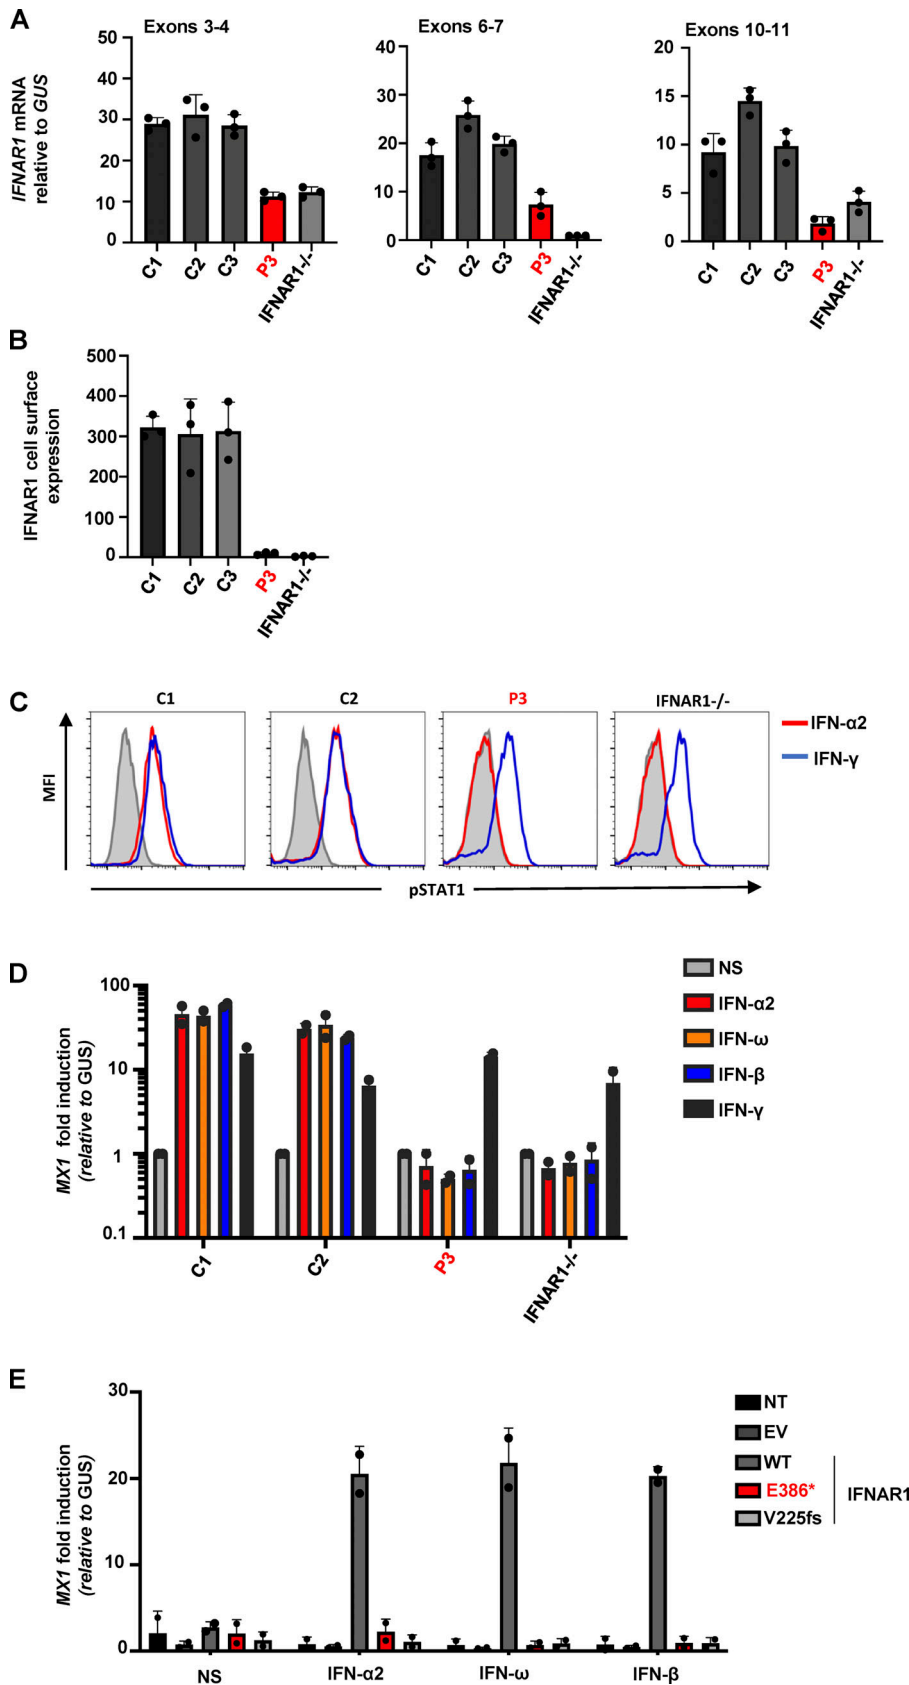 A
Exons 3-4
Exons 6-7
Exons 10-11
IFNAR1 mRNA
relative to GUS
50
40
30
20
10
0
40
30
20
10
0
20
15
10
5
0
C1
C2
C3
P3
IFNAR1-/-
C1
C2
C3
P3
IFNAR1-/-
C1
C2
C3
P3
IFNAR1-/-
B
IFNAR1 cell surface
expression
500
400
300
200
100
0
C1
C2
C3
P3
IFNAR1-/-
C
C1
C2
P3
IFNAR1-/-
MFI
IFN-α2
IFN-γ
pSTAT1
D
MX1 fold induction
(relative to GUS)
100
10
1
0.1
NS
IFN-α2
IFN-ω
IFN-β
IFN-γ
C1
C2
P3
IFNAR1-/-
E
MX1 fold induction
(relative to GUS)
30
20
10
0
NT
EV
WT
E386*
V225fs
IFNAR1
NS
IFN-α2
IFN-ω
IFN-β